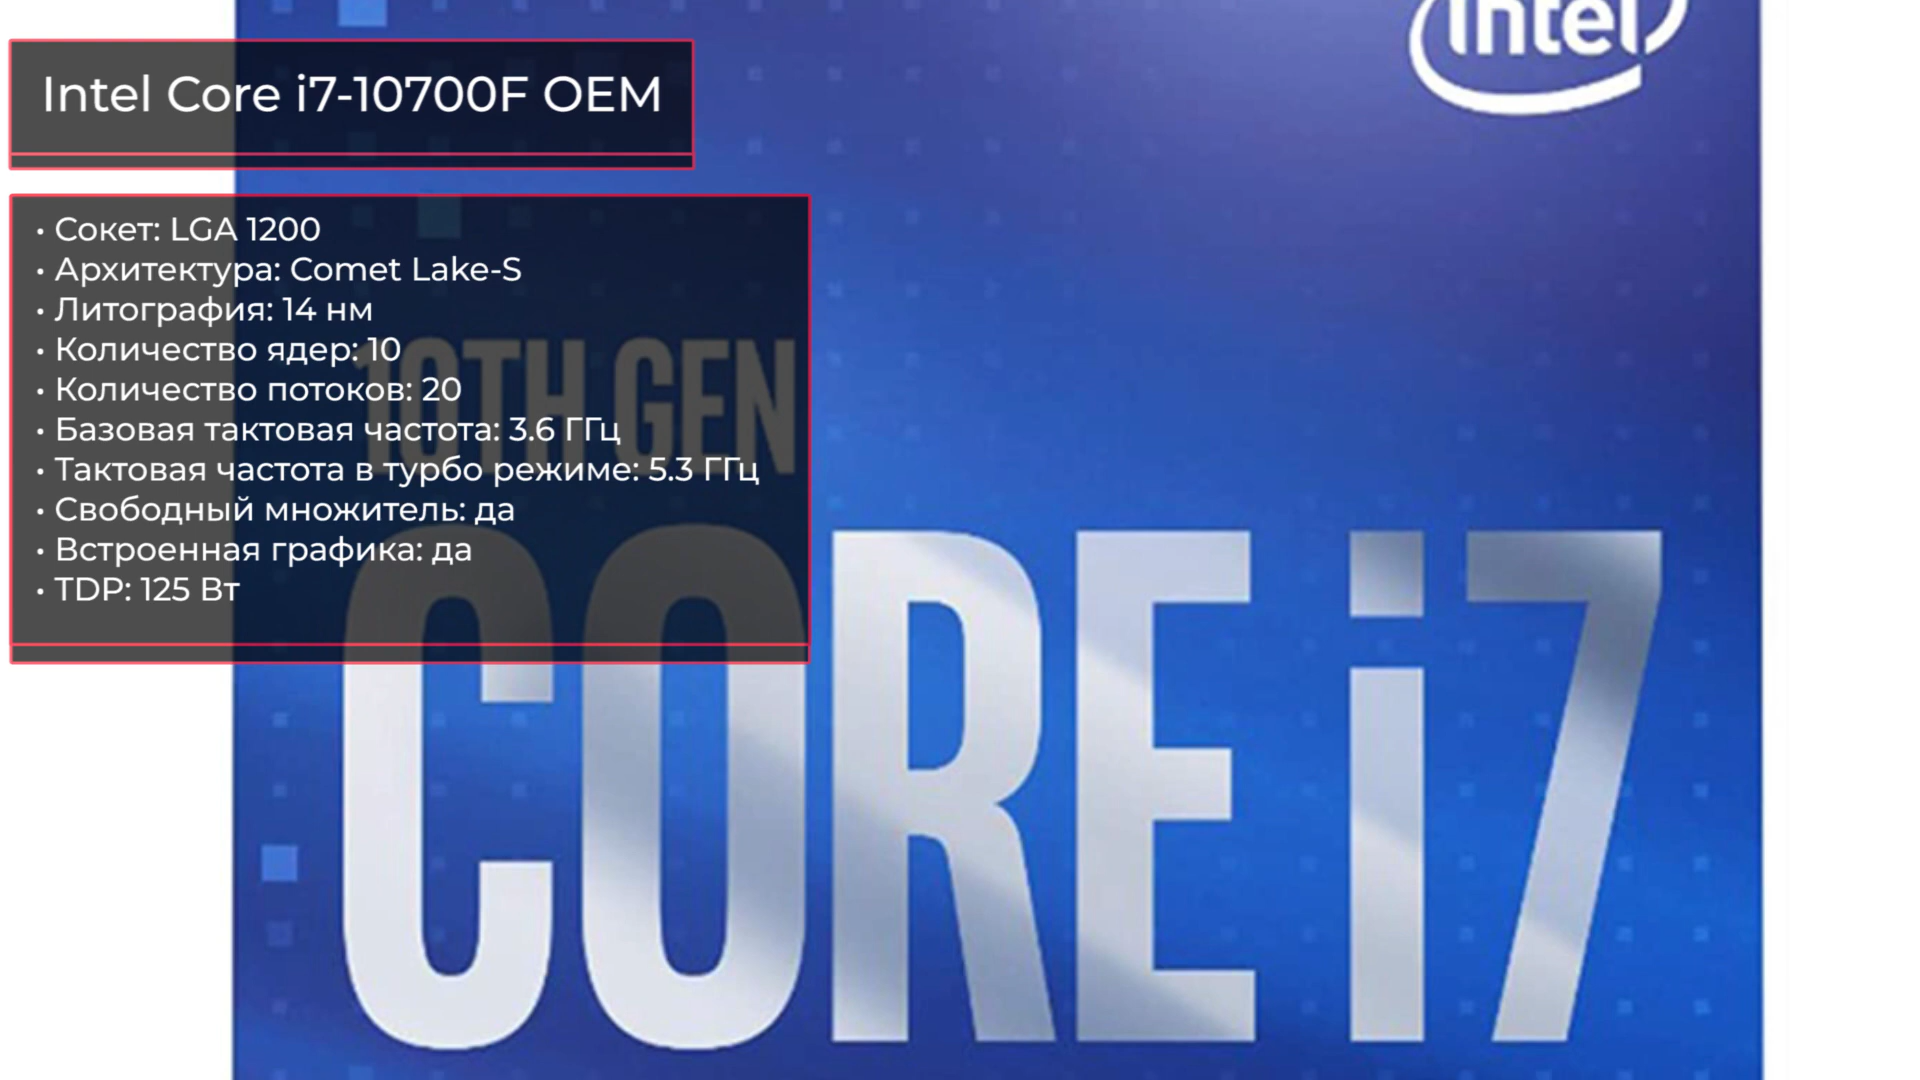 intel
Intel Core i7-10700F OEM
• Сокет: LGA 1200
• Архитектура: Comet Lake-S
• Литография: 14 нм
• Количество ядер: 10
• Количество потоков: 20
• Базовая тактовая частота: 3.6 ГГц
• Тактовая частота в турбо режиме: 5.3 ГГц
• Свободный множитель: да
• Встроенная графика: да
• TDP: 125 Вт
10TH GEN
CORE i7